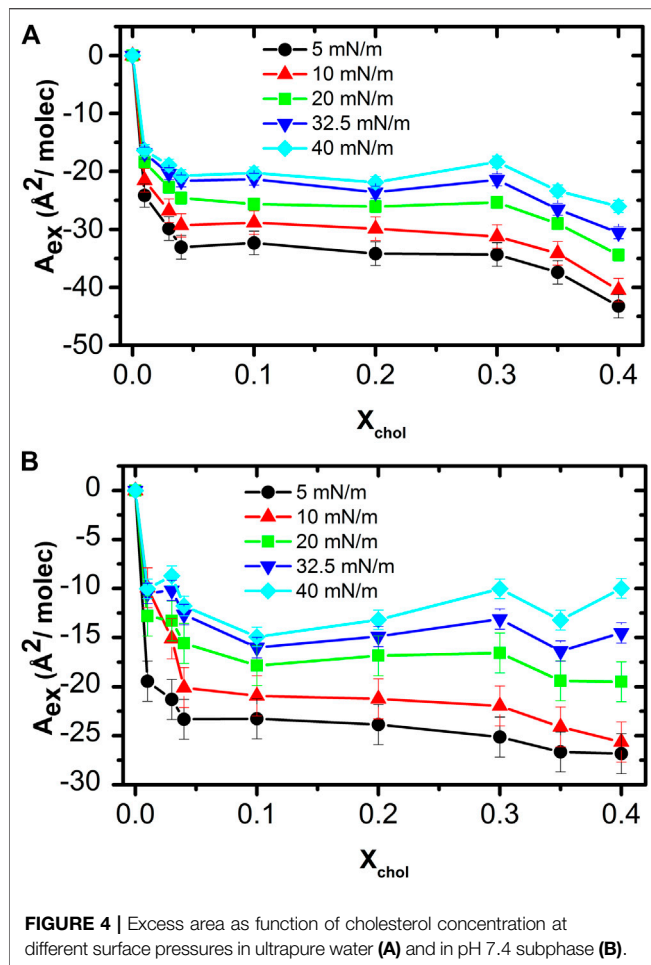 A
5 mN/m
10 mN/m
20 mN/m
32.5 mN/m
40 mN/m
A_ex (Å²/ molec)
0
-10
-20
-30
-40
-50
0.0 0.1 0.2 0.3 0.4
X_chol
B
5 mN/m
10 mN/m
20 mN/m
32.5 mN/m
40 mN/m
A_ex (Å²/ molec)
0
-5
-10
-15
-20
-25
-30
0.0 0.1 0.2 0.3 0.4
X_chol
FIGURE 4 | Excess area as function of cholesterol concentration at
different surface pressures in ultrapure water (A) and in pH 7.4 subphase (B).